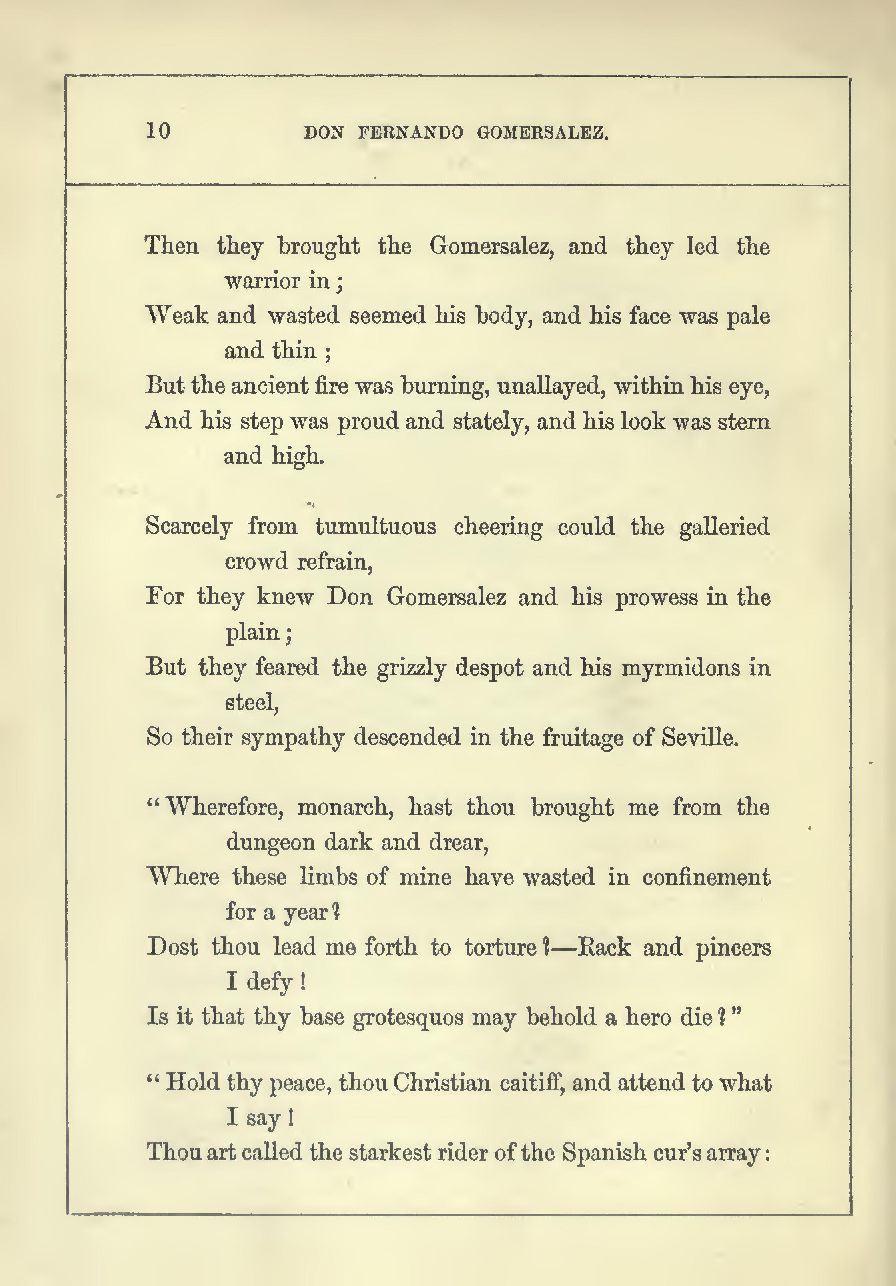 10 DON FERNANDO GOMERSALEZ.
Then they brought the Gomersalez, and they led the
warrior in ;
Weak and wasted seemed his body, and his face was pale
and thin ;
But the ancient fire was burning, unallayed, within his eye,
And his step was proud and stately, and his look was stern
and high.
Scarcely from tumultuous cheering could the galleried
crowd refrain,
For they knew Don Gomersalez and his prowess in the
plain ;
But they feared the grizzly despot and his myrmidons in
steel,
So their sympathy descended in the fruitage of Seville.
“ Wherefore, monarch, hast thou brought me from the
dungeon dark and drear,
Where these limbs of mine have wasted in confinement
for a year?
Dost thou lead me forth to torture?—Rack and pincers
I defy !
Is it that thy base grotesquos may behold a hero die ? ”
“ Hold thy peace, thou Christian caitiff, and attend to what
I say !
Thou art called the starkest rider of the Spanish cur’s array :